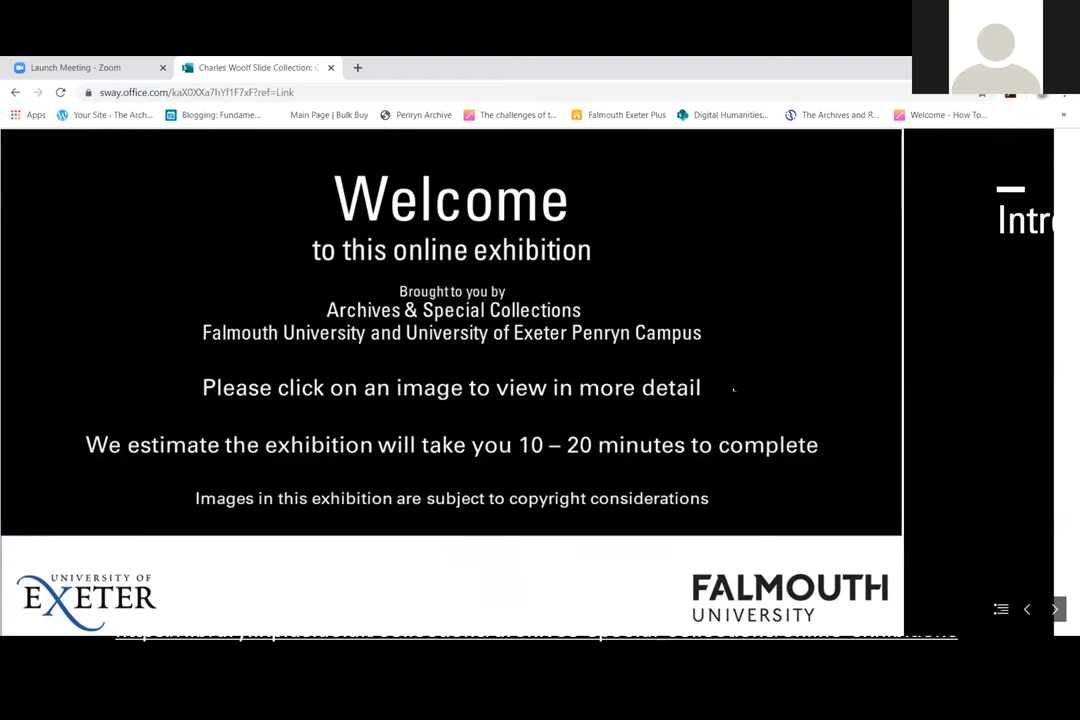 Launch Meeting - Zoom
Charles Woolf Slide Collection: C
sway.office.com/kaX0XXa7hYf1F7xF?ref=Link
Apps
Your Site ‹ The Arch...
Blogging: Fundame...
Main Page | Bulk Buy
Penryn Archive
The challenges of t...
Falmouth Exeter Plus
Digital Humanities...
The Archives and R...
Welcome - How To...
»
Welcome
to this online exhibition
Brought to you by
Archives & Special Collections
Falmouth University and University of Exeter Penryn Campus
Please click on an image to view in more detail
We estimate the exhibition will take you 10 – 20 minutes to complete
Images in this exhibition are subject to copyright considerations
Intr
UNIVERSITY OF
EXETER
FALMOUTH
UNIVERSITY